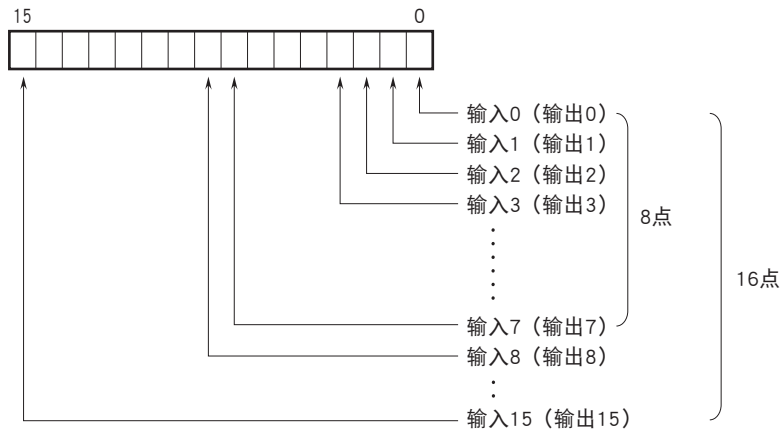 15 0
输入0（输出0）
输入1（输出1）
输入2（输出2）
输入3（输出3）
8点
16点
输入7（输出7）
输入8（输出8）
输入15（输出15）